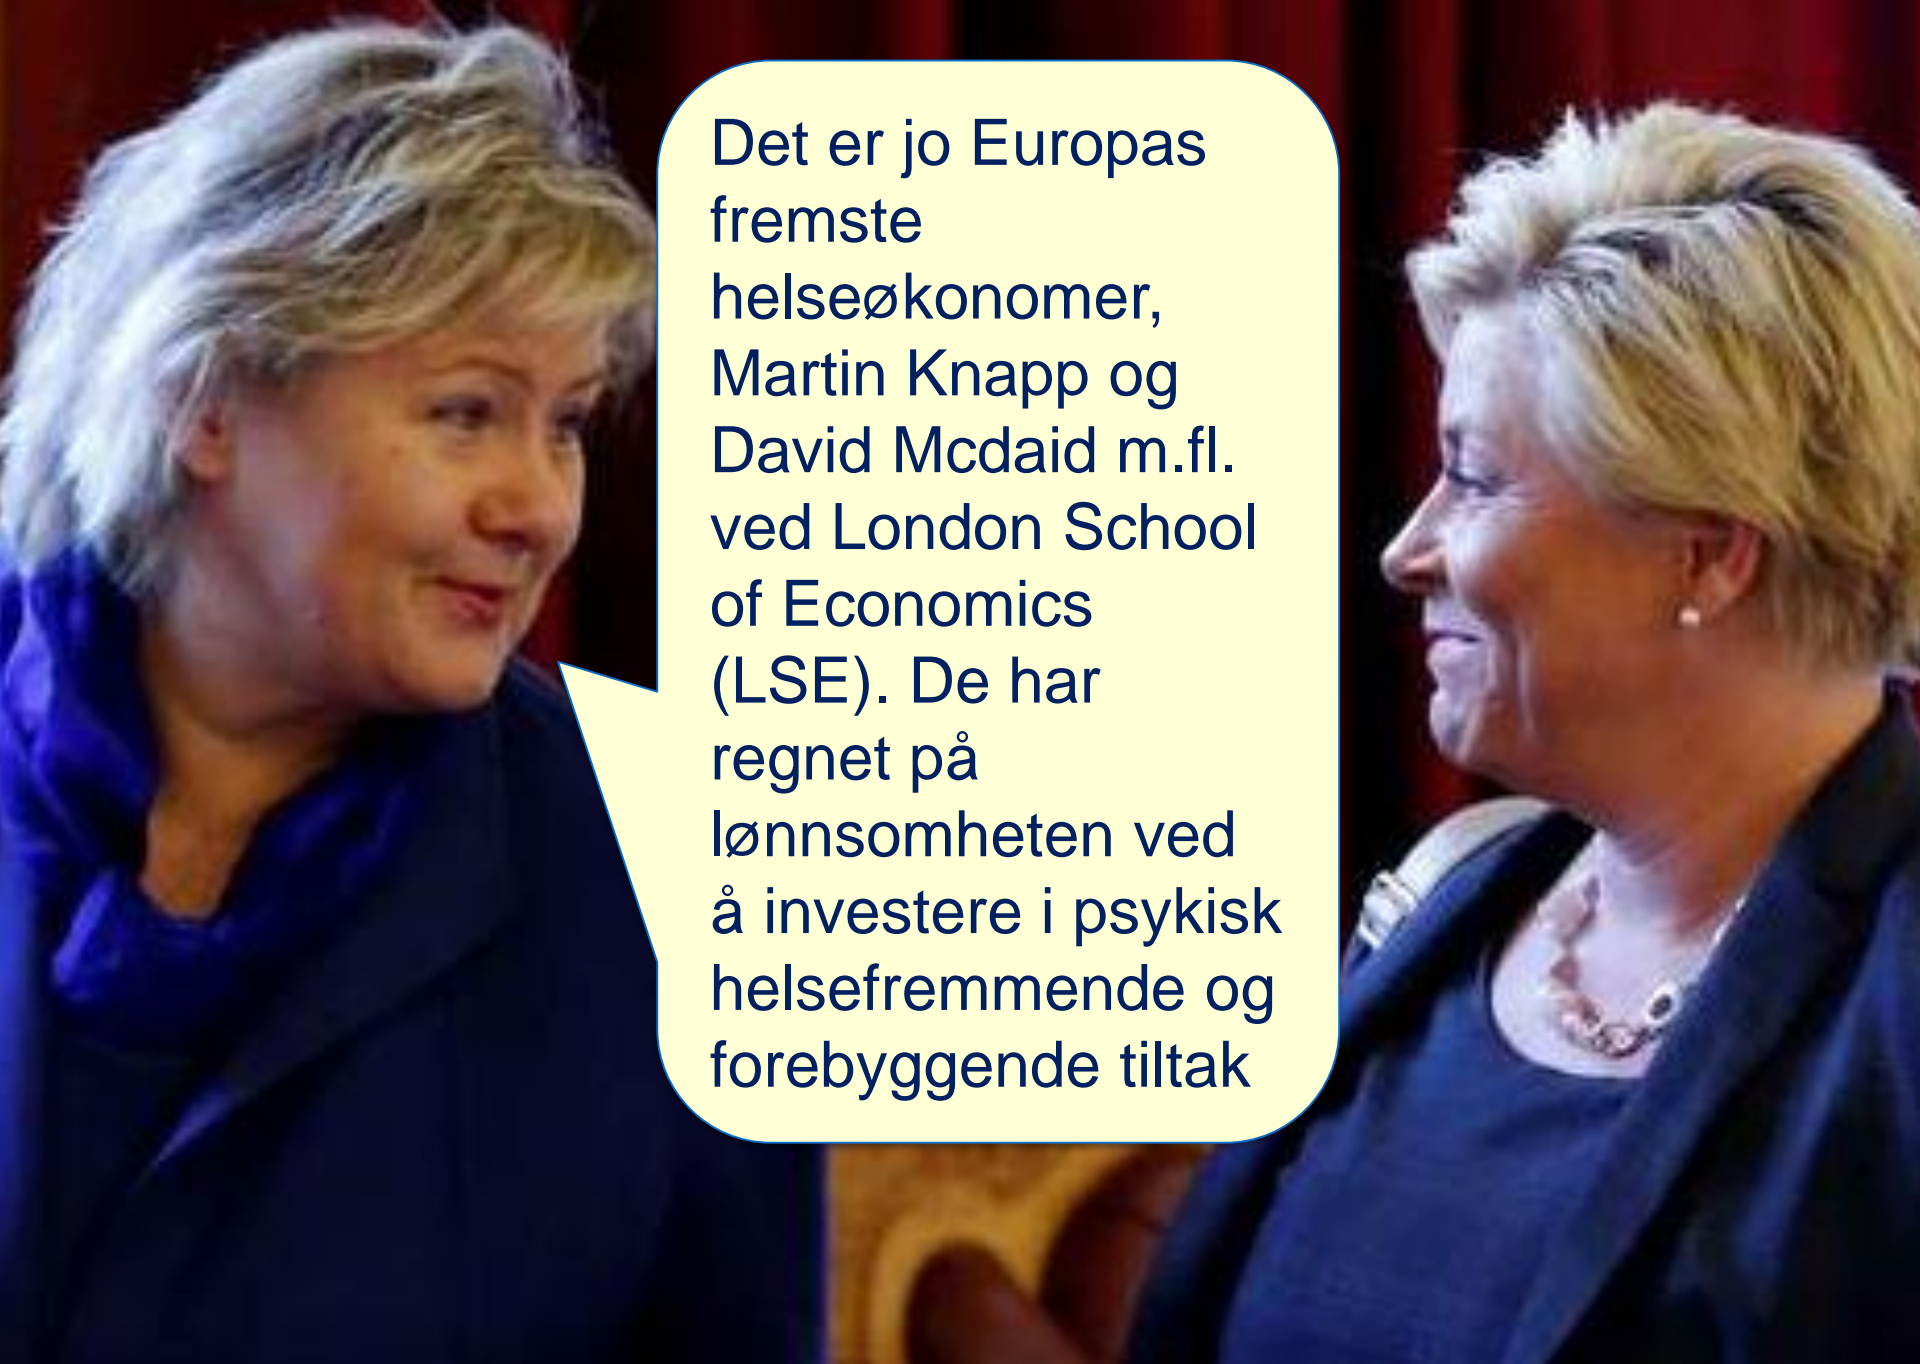 Det er jo Europas
fremste
helseøkonomer,
Martin Knapp og
David Mcdaid m.fl.
ved London School
of Economics
(LSE). De har
regnet på
lønnsomheten ved
å investere i psykisk
helsefremmende og
forebyggende tiltak